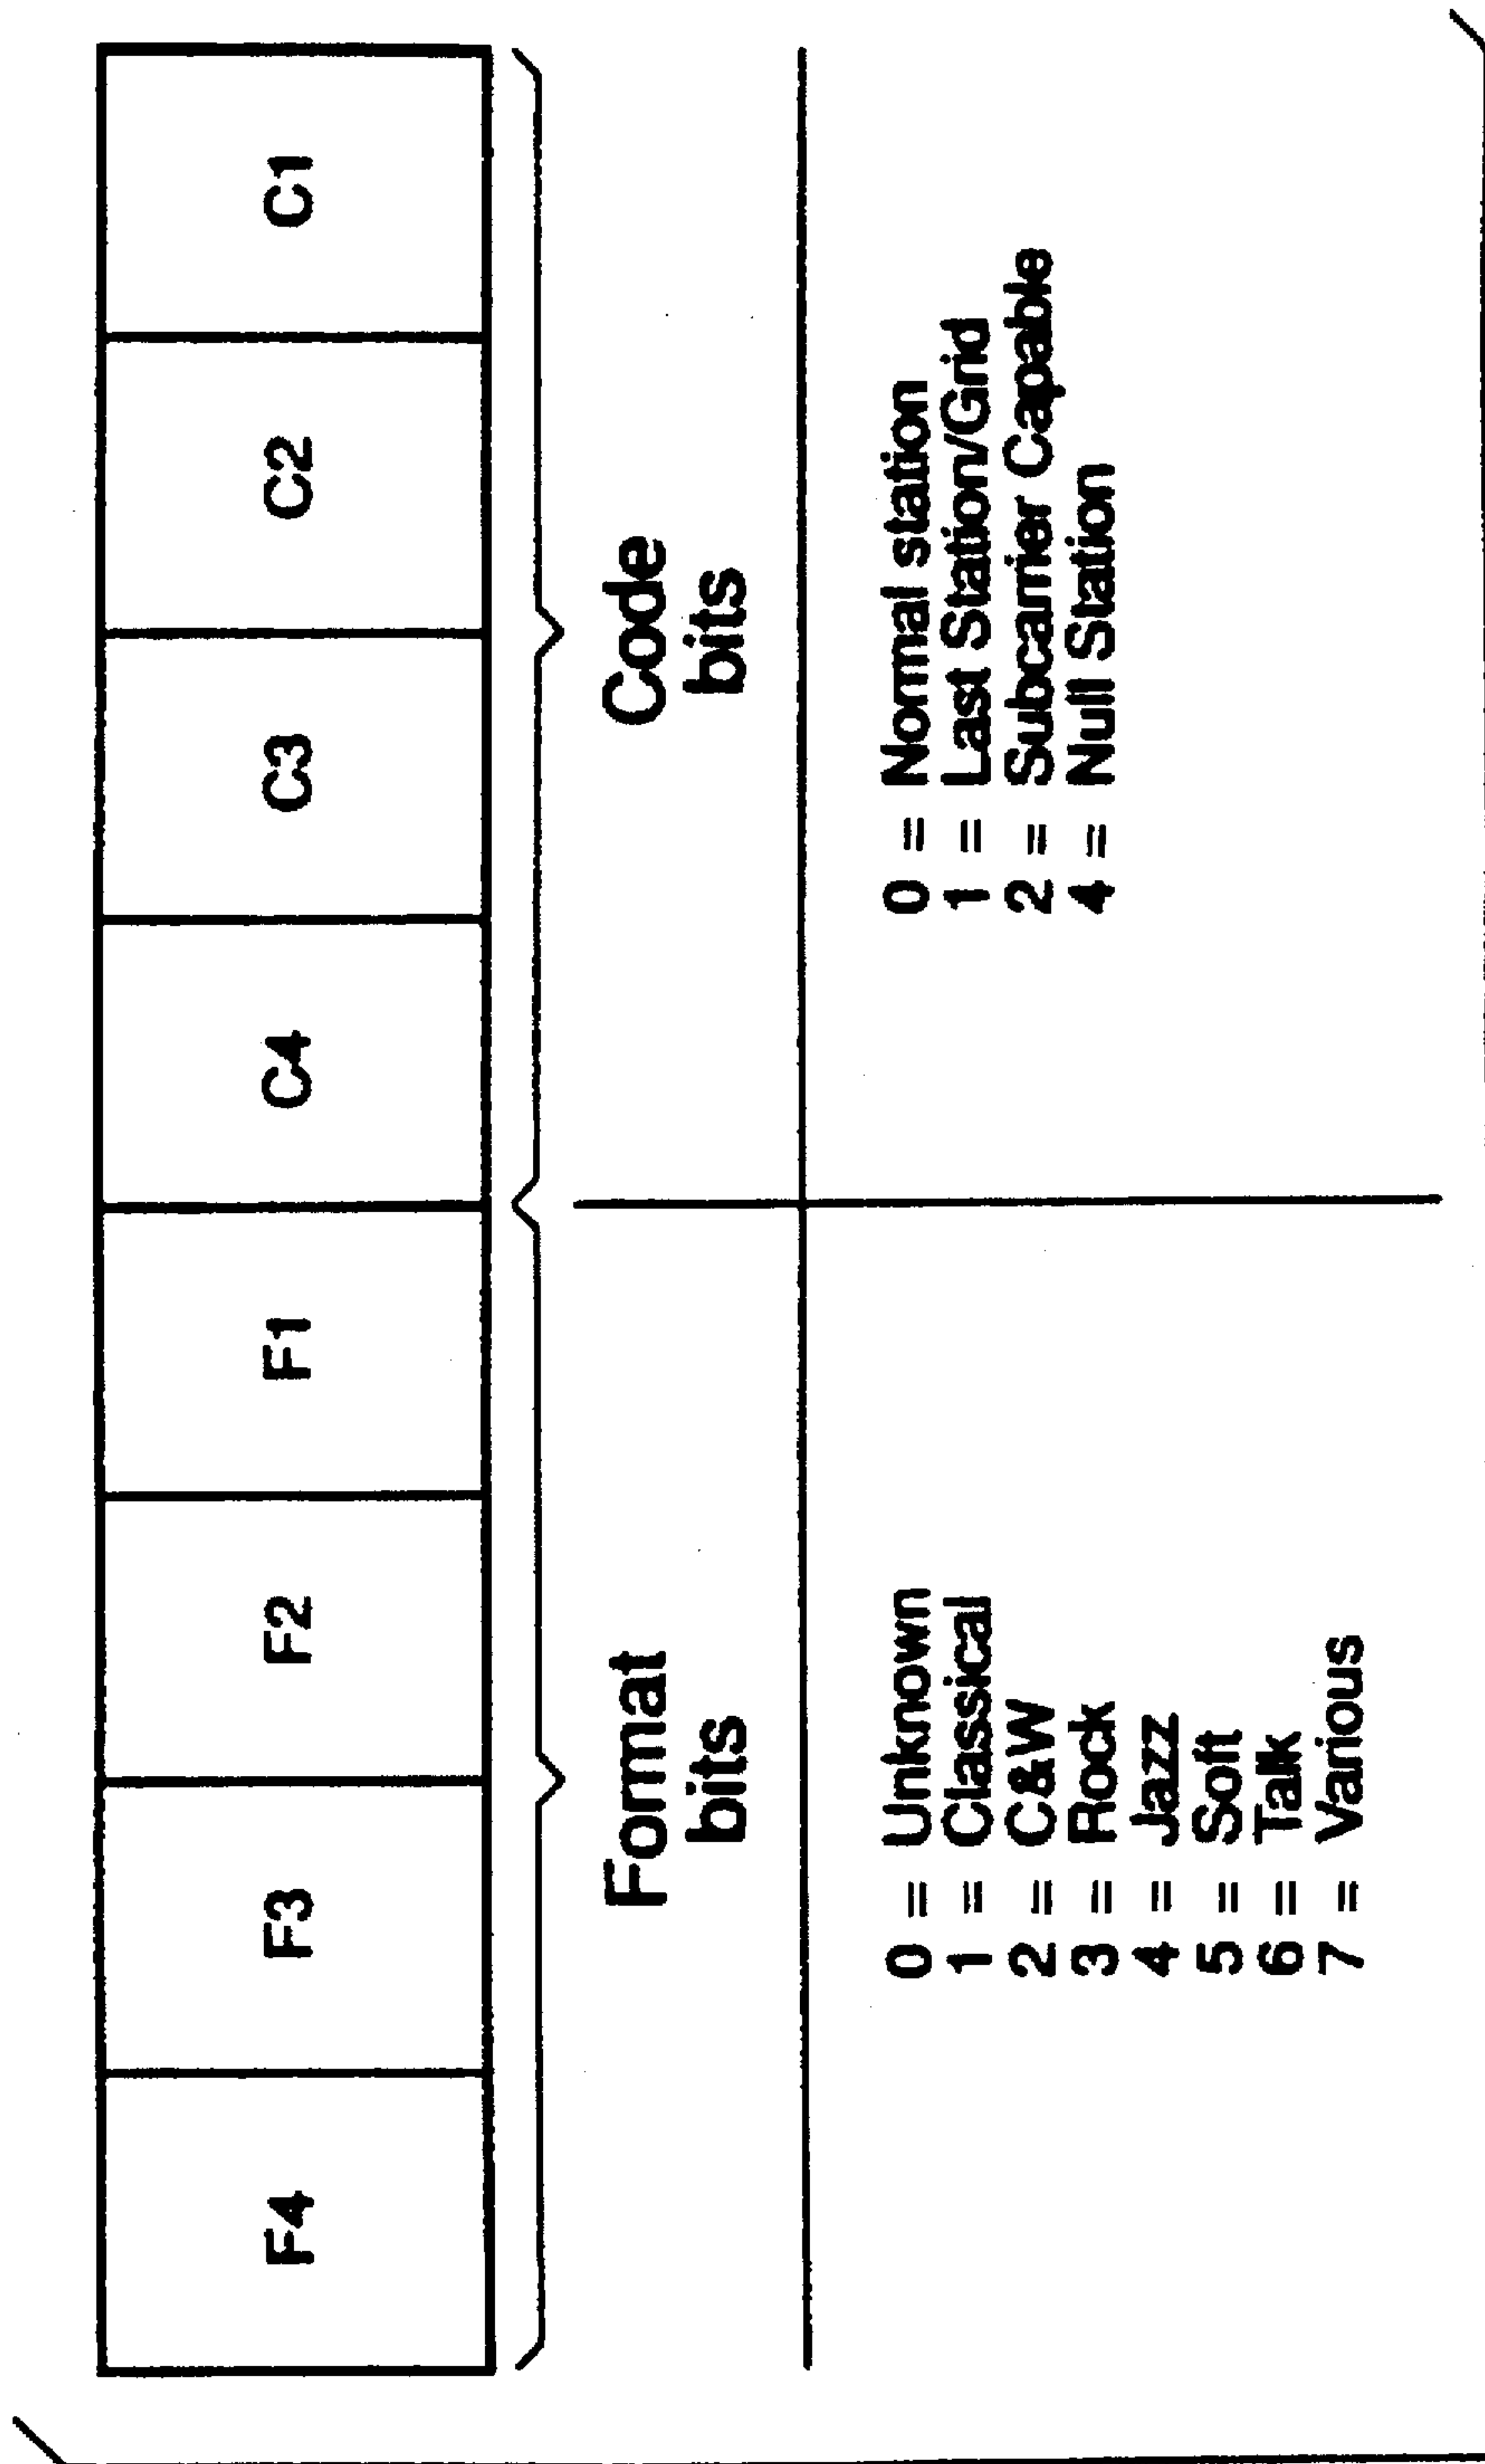 F4 F3 F2 F1 C4 C3 C2 C1
Format
bits
Code
bits
0 = Unknown
1 = Classical
2 = C&W
3 = Rock
4 = Jazz
5 = Soft
6 = Talk
7 = Various
0 = Normal station
1 = Last Station/Grid
2 = Subcarrier Capable
4 = Null Station